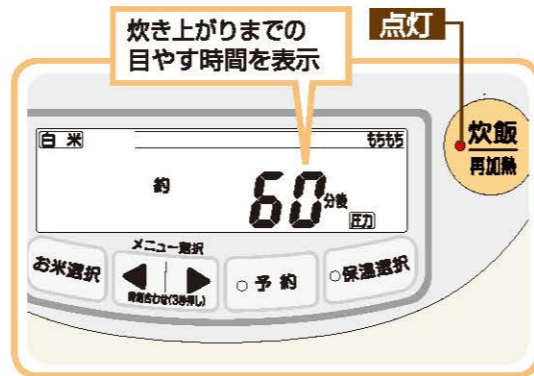 炊き上がりまでの
目やす時間を表示
点灯
炊飯
再加熱
白米
もちもち
約
60
分後
圧力
メニュー選択
お米選択
◀ ▶
時刻合わせ(3秒押し)
○予約
○保温選択